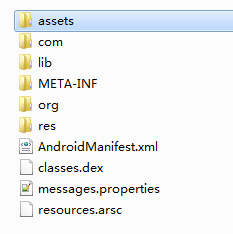 assets
com
lib
META-INF
org
res
AndroidManifest.xml
classes.dex
messages.properties
resources.arsc